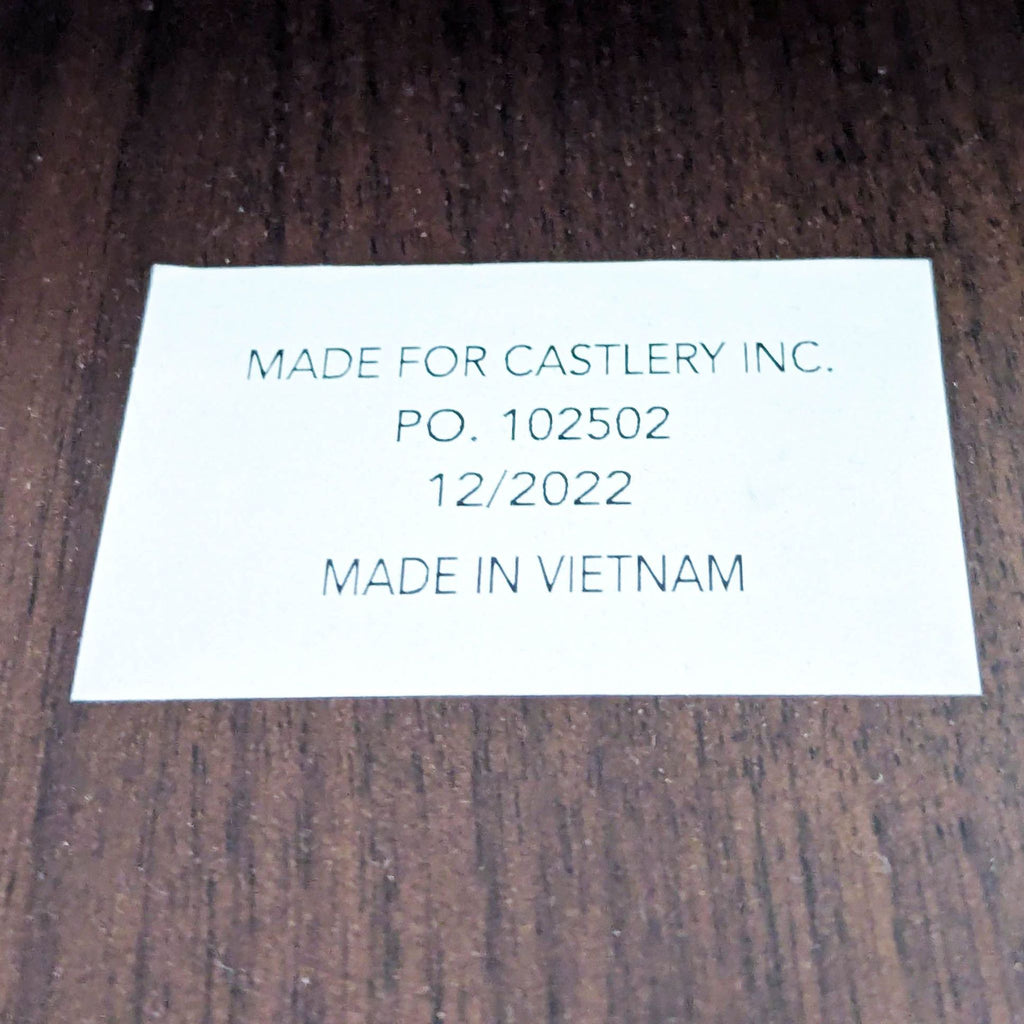 MADE FOR CASTLERY INC.
PO. 102502
12/2022
MADE IN VIETNAM